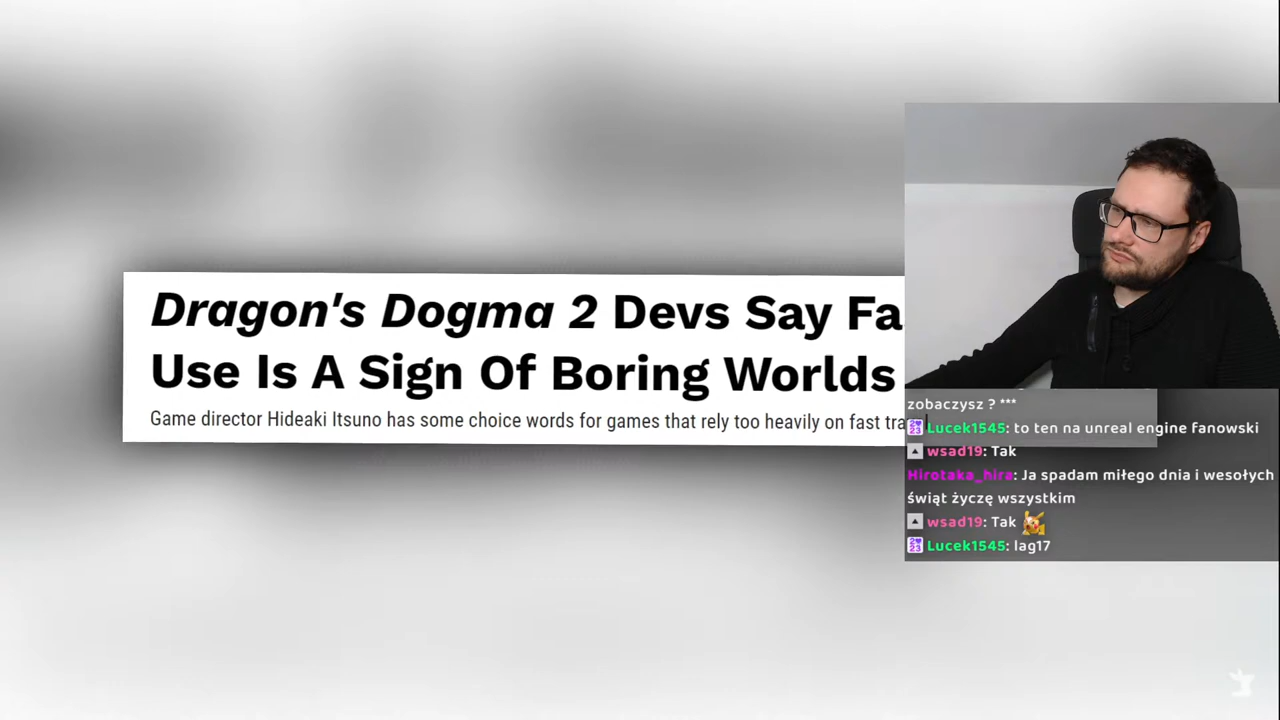 Dragon's Dogma 2 Devs Say Fa
Use Is A Sign Of Boring Worlds
Game director Hideaki Itsuno has some choice words for games that rely too heavily on fast tra
zobaczysz ? ***
Lucek1545: to ten na unreal engine fanowski
wsad19: Tak
Hirotaka_hira: Ja spadam miłego dnia i wesołych
świąt życzę wszystkim
wsad19: Tak
Lucek1545: lag17